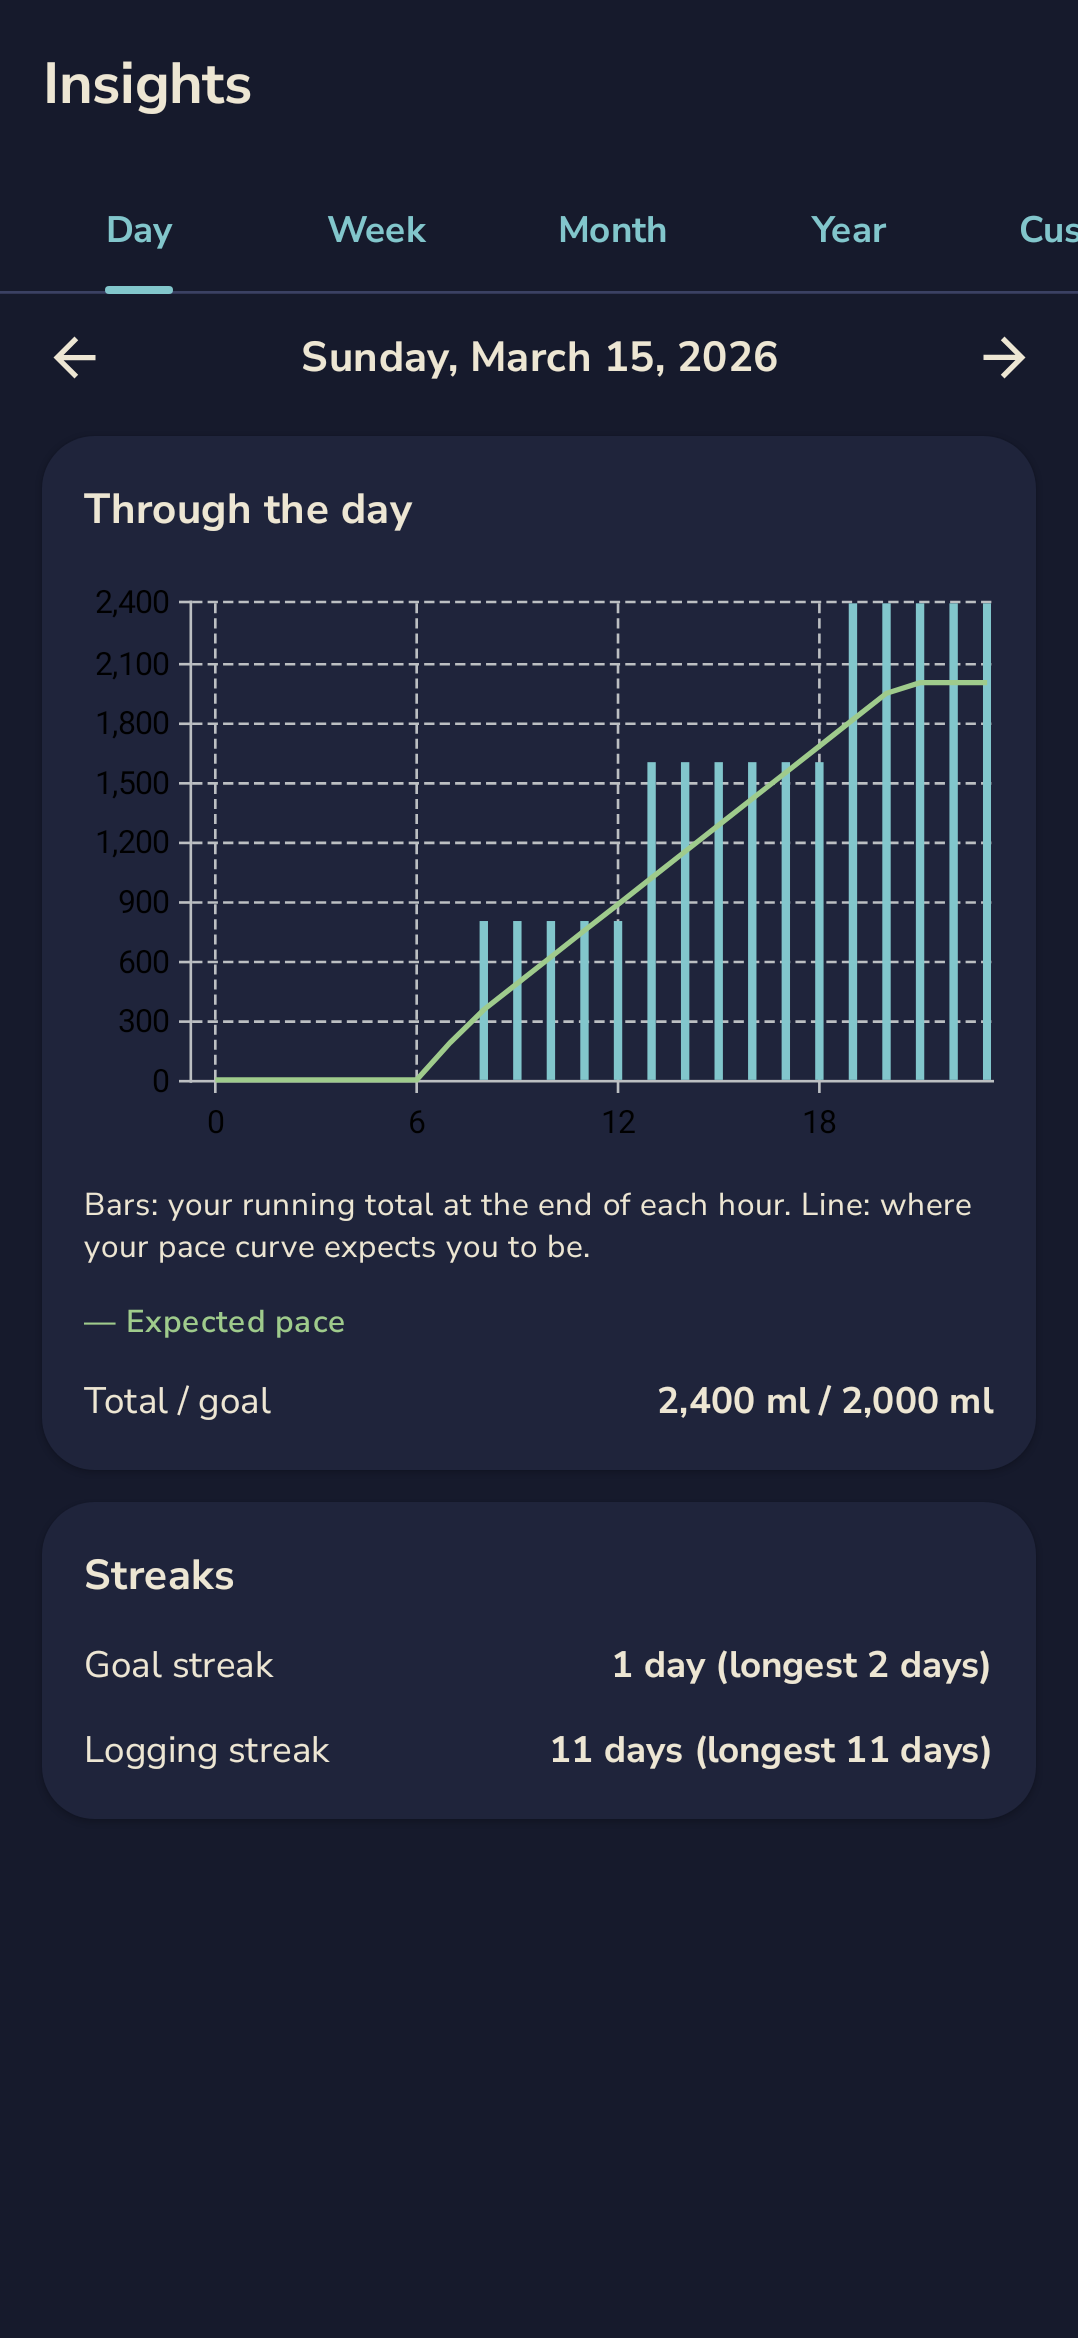 Insights
Day Week Month Year Cus
Sunday, March 15, 2026
Through the day
2,400
2,100
1,800
1,500
1,200
900
600
300
0
0 6 12 18
Bars: your running total at the end of each hour. Line: where
your pace curve expects you to be.
— Expected pace
Total / goal 2,400 ml / 2,000 ml
Streaks
Goal streak 1 day (longest 2 days)
Logging streak 11 days (longest 11 days)